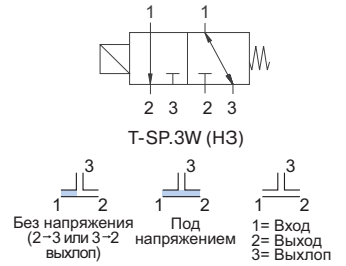 1 1
2 3 2 3
T-SP.3W (НЗ)
3 3 3
1 2 1 2 1 2
Без напряжения
(2→3 или 3→2
выхлоп)
Под
напряжением
1= Вход
2= Выход
3= Выхлоп